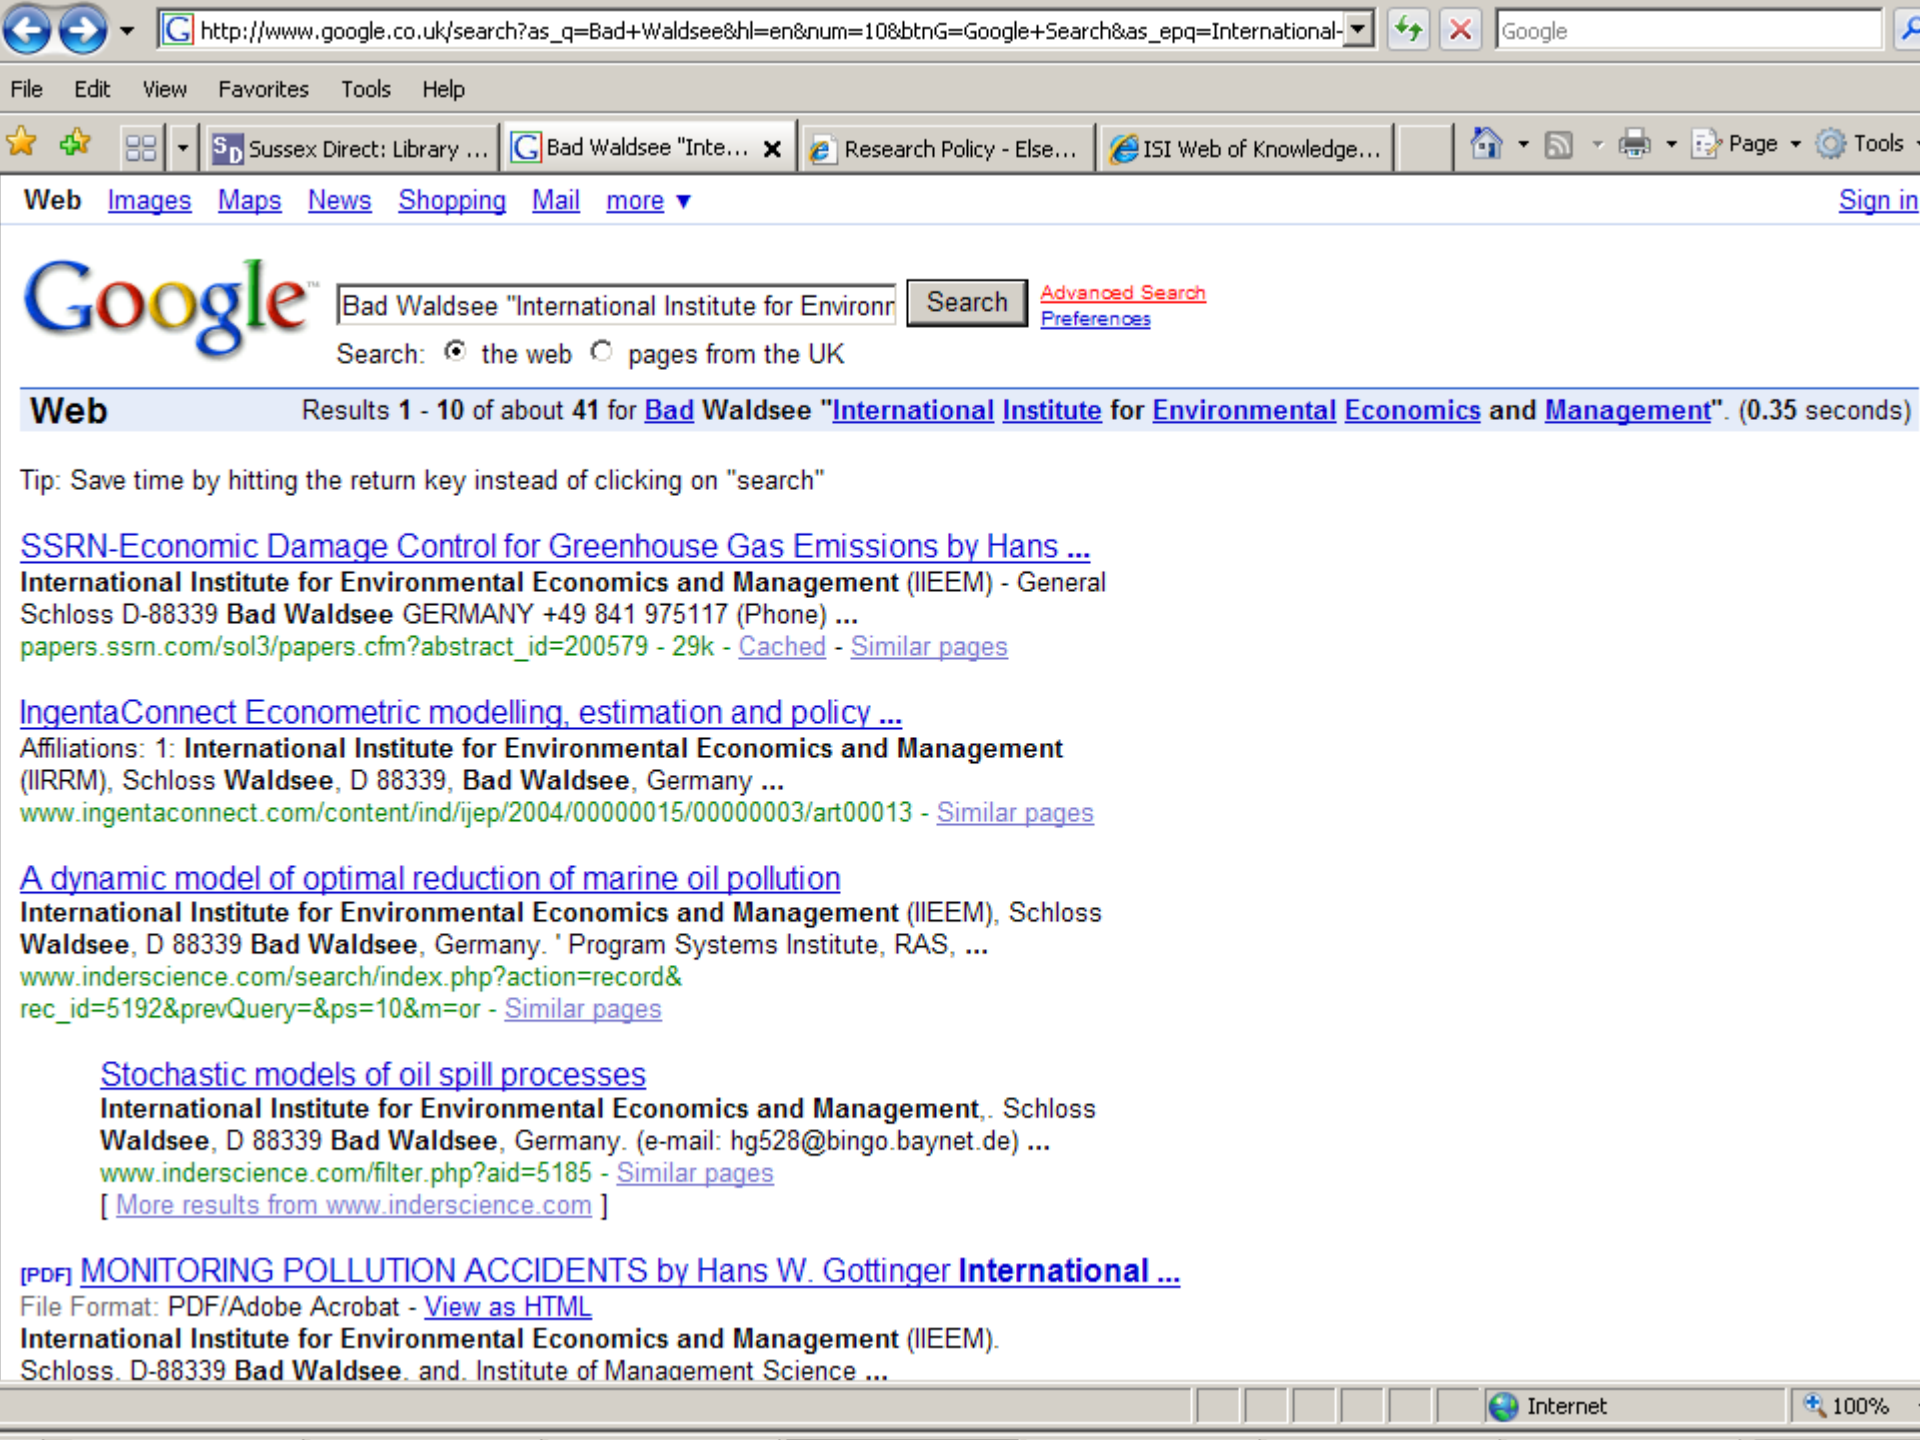 http://www.google.co.uk/search?as_q=Bad+Waldsee&hl=en&num=10&btnG=Google+Search&as_epq=International-
Google
File Edit View Favorites Tools Help
Sussex Direct: Library ...
Bad Waldsee "Inte...
Research Policy - Else...
ISI Web of Knowledge...
Page
Tools
Web Images Maps News Shopping Mail more ▼
Sign in
Google™
Bad Waldsee "International Institute for Environ
Search
Advanced Search
Preferences
Search: the web pages from the UK
Web Results 1 - 10 of about 41 for Bad Waldsee "International Institute for Environmental Economics and Management". (0.35 seconds)
Tip: Save time by hitting the return key instead of clicking on "search"
SSRN-Economic Damage Control for Greenhouse Gas Emissions by Hans ...
International Institute for Environmental Economics and Management (IIEEM) - General
Schloss D-88339 Bad Waldsee GERMANY +49 841 975117 (Phone) ...
papers.ssrn.com/sol3/papers.cfm?abstract_id=200579 - 29k - Cached - Similar pages
IngentaConnect Econometric modelling, estimation and policy ...
Affiliations: 1: International Institute for Environmental Economics and Management
(IIRRM), Schloss Waldsee, D 88339, Bad Waldsee, Germany ...
www.ingentaconnect.com/content/ind/ijep/2004/00000015/00000003/art00013 - Similar pages
A dynamic model of optimal reduction of marine oil pollution
International Institute for Environmental Economics and Management (IIEEM), Schloss
Waldsee, D 88339 Bad Waldsee, Germany. ' Program Systems Institute, RAS, ...
www.inderscience.com/search/index.php?action=record&
rec_id=5192&prevQuery=&ps=10&m=or - Similar pages
Stochastic models of oil spill processes
International Institute for Environmental Economics and Management,. Schloss
Waldsee, D 88339 Bad Waldsee, Germany. (e-mail: hg528@bingo.baynet.de) ...
www.inderscience.com/filter.php?aid=5185 - Similar pages
[ More results from www.inderscience.com ]
[PDF] MONITORING POLLUTION ACCIDENTS by Hans W. Gottinger International ...
File Format: PDF/Adobe Acrobat - View as HTML
International Institute for Environmental Economics and Management (IIEEM).
Schloss, D-88339 Bad Waldsee, and, Institute of Management Science ...
Internet
100%